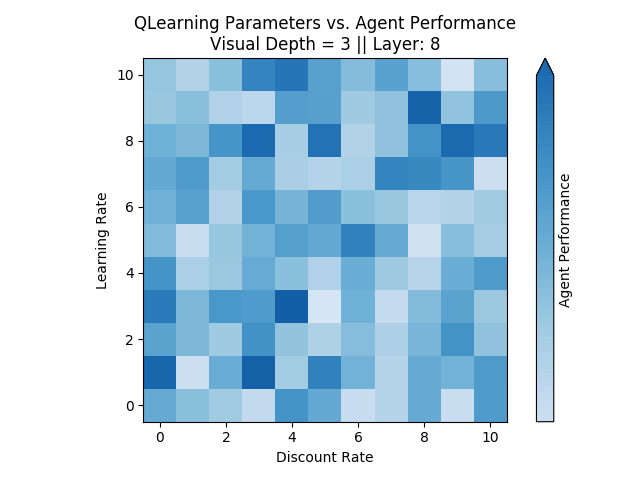 QLearning Parameters vs. Agent Performance
Visual Depth = 3 || Layer: 8
10
8
6
4
2
0
Learning Rate
0 2 4 6 8 10
Discount Rate
Agent Performance